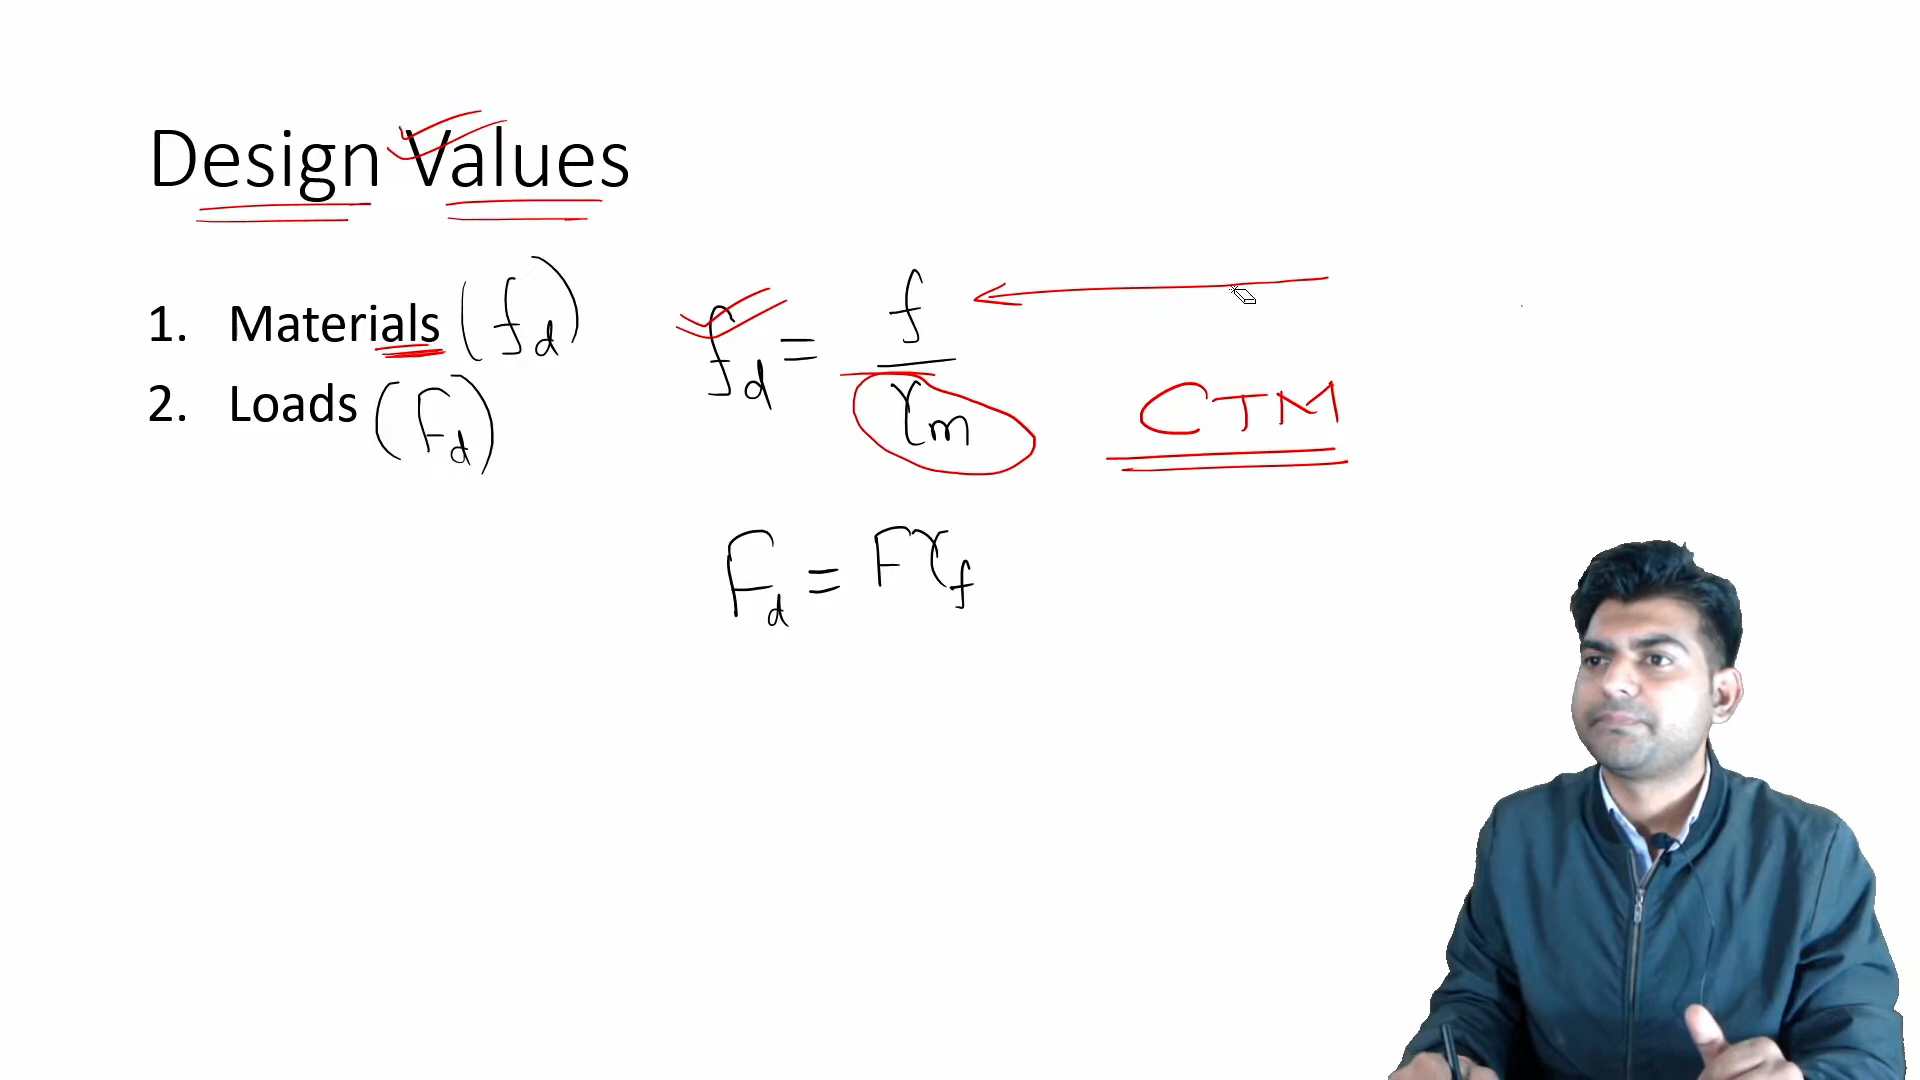 Design Values
1. Materials (fd)
2. Loads (Fd)
fd = f / γm
CTM
Fd = Fγf